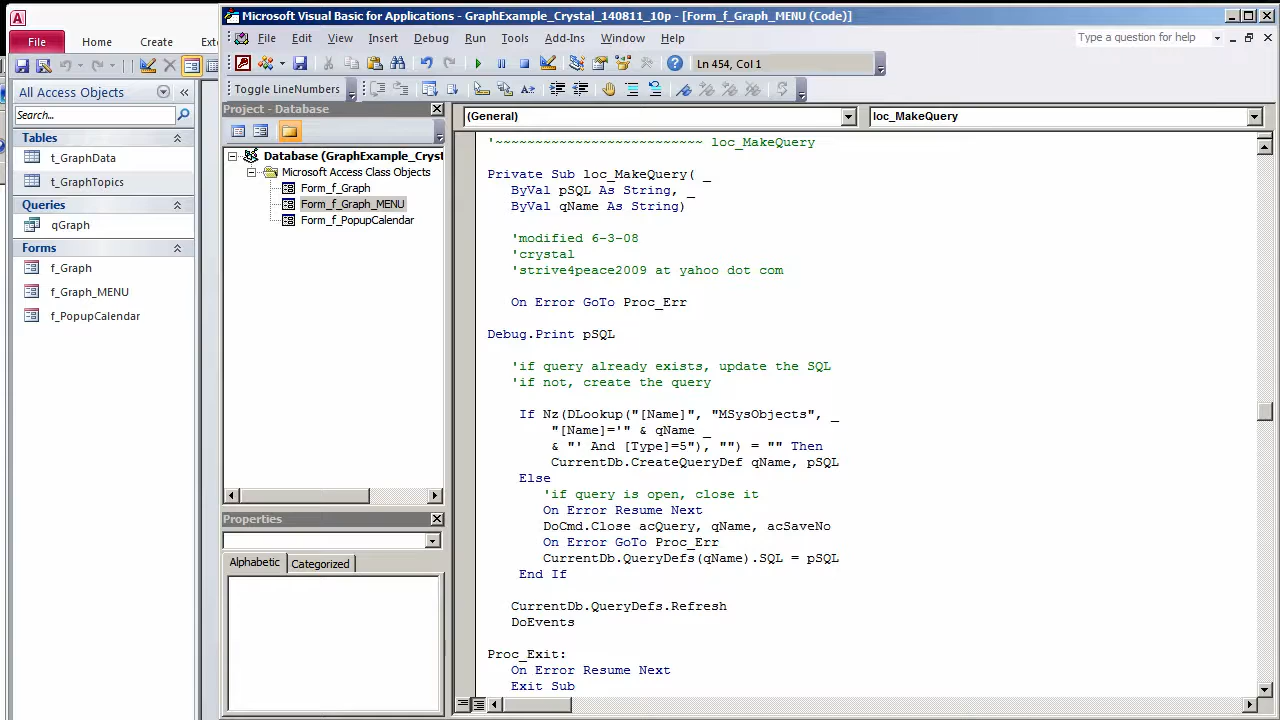 Microsoft Visual Basic for Applications - GraphExample_Crystal_140811_10p - [Form_f_Graph_MENU (Code)]
File Home Create
File Edit View Insert Debug Run Tools Add-Ins Window Help
Type a question for help
Ln 454, Col 1
Toggle LineNumbers
All Access Objects
Search...
Tables
t_GraphData
t_GraphTopics
Queries
qGraph
Forms
f_Graph
f_Graph_MENU
f_PopupCalendar
Project - Database
Database (GraphExample_Cryst
Microsoft Access Class Objects
Form_f_Graph
Form_f_Graph_MENU
Form_f_PopupCalendar
Properties
Alphabetic Categorized
(General) loc_MakeQuery
'~~~~~~~~~~~~~~~~~~~~~~~~~~ loc_MakeQuery
Private Sub loc_MakeQuery( _
ByVal pSQL As String, _
ByVal qName As String)
'modified 6-3-08
'crystal
'strive4peace2009 at yahoo dot com
On Error GoTo Proc_Err
Debug.Print pSQL
'if query already exists, update the SQL
'if not, create the query
If Nz(DLookup("[Name]", "MSysObjects", _
"[Name]='" & qName _
& "' And [Type]=5"), "") = "" Then
CurrentDb.CreateQueryDef qName, pSQL
Else
'if query is open, close it
On Error Resume Next
DoCmd.Close acQuery, qName, acSaveNo
On Error GoTo Proc_Err
CurrentDb.QueryDefs(qName).SQL = pSQL
End If
CurrentDb.QueryDefs.Refresh
DoEvents
Proc_Exit:
On Error Resume Next
Exit Sub